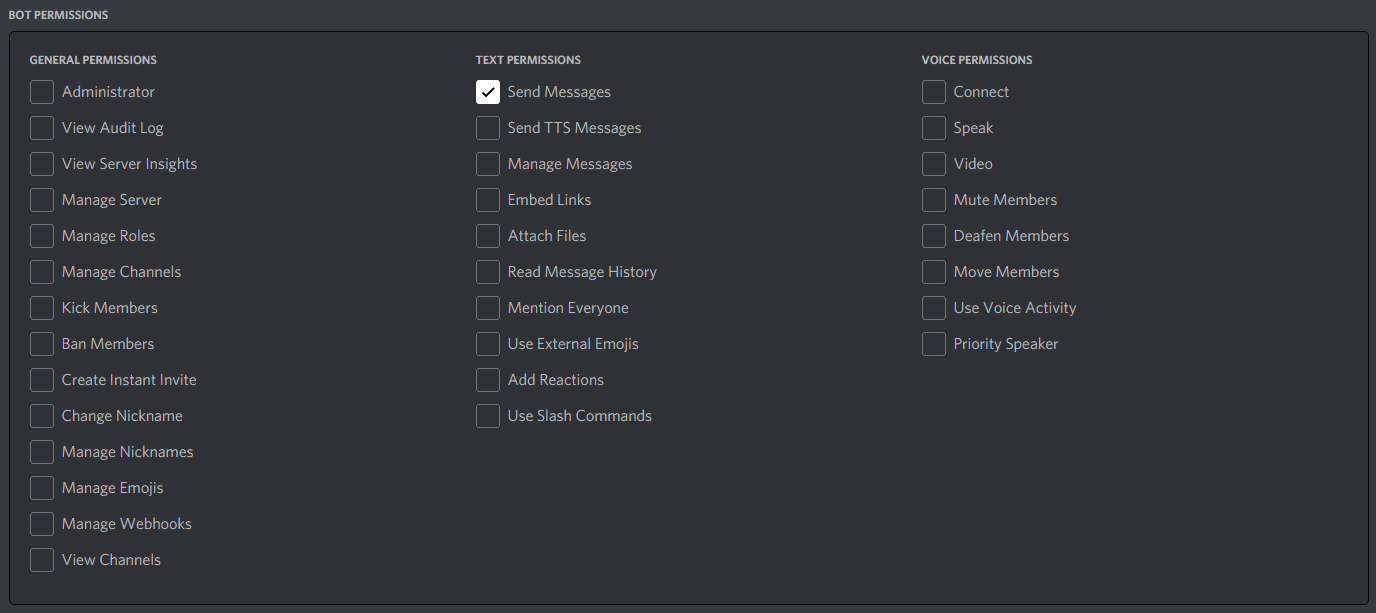 BOT PERMISSIONS
GENERAL PERMISSIONS
Administrator
View Audit Log
View Server Insights
Manage Server
Manage Roles
Manage Channels
Kick Members
Ban Members
Create Instant Invite
Change Nickname
Manage Nicknames
Manage Emojis
Manage Webhooks
View Channels
TEXT PERMISSIONS
Send Messages
Send TTS Messages
Manage Messages
Embed Links
Attach Files
Read Message History
Mention Everyone
Use External Emojis
Add Reactions
Use Slash Commands
VOICE PERMISSIONS
Connect
Speak
Video
Mute Members
Deafen Members
Move Members
Use Voice Activity
Priority Speaker